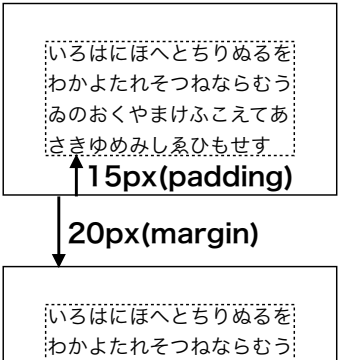 いろはにほへとちりぬるを
わかよたれそつねならむう
ゐのおくやまけふこえてあ
さきゆめみしゑひもせす
15px(padding)
20px(margin)
いろはにほへとちりぬるを
わかよたれそつねならむう